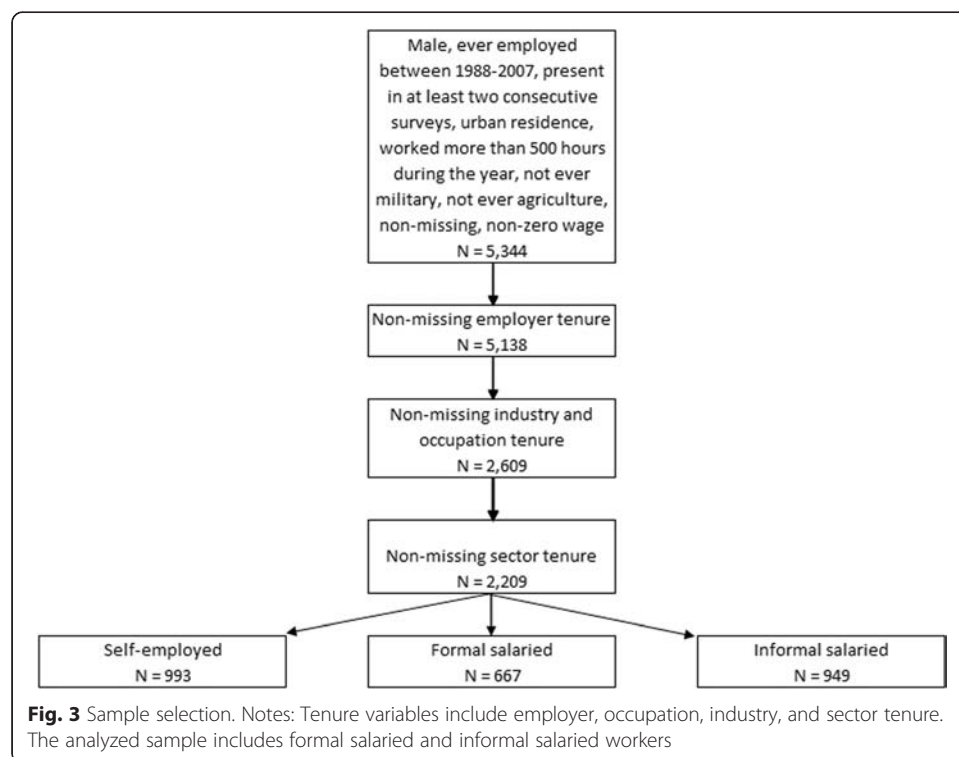 Male, ever employed
between 1988-2007, present
in at least two consecutive
surveys, urban residence,
worked more than 500 hours
during the year, not ever
military, not ever agriculture,
non-missing, non-zero wage
N = 5,344
Non-missing employer tenure
N = 5,138
Non-missing industry and
occupation tenure
N = 2,609
Non-missing sector tenure
N = 2,209
Self-employed
N = 993
Formal salaried
N = 667
Informal salaried
N = 949
Fig. 3 Sample selection. Notes: Tenure variables include employer, occupation, industry, and sector tenure.
The analyzed sample includes formal salaried and informal salaried workers